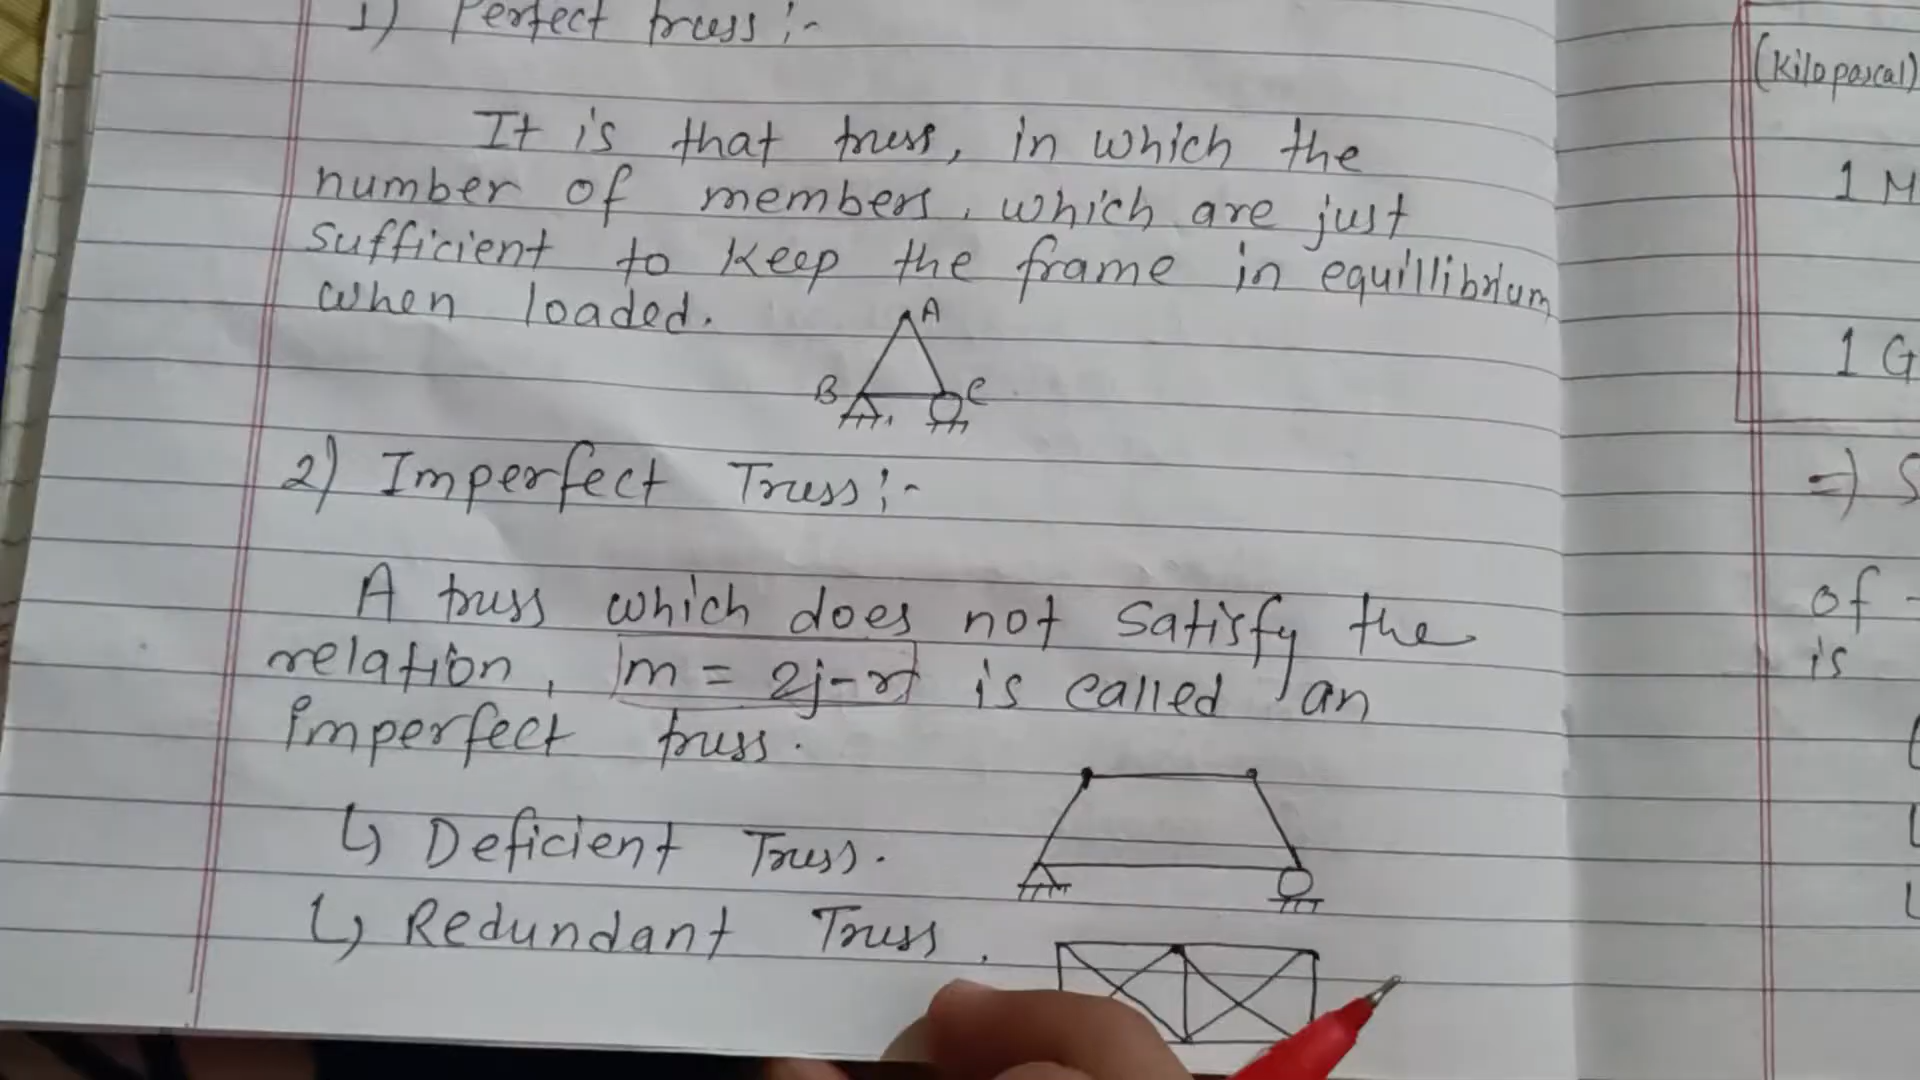 1) Perfect truss :-
It is that truss, in which the
number of members, which are just
sufficient to keep the frame in equillibrium
when loaded.
A
B
C
2) Imperfect Truss :-
A truss which does not satisfy the
relation, m = 2j-r is called an
imperfect truss.
↳ Deficient Truss.
↳ Redundant Truss.
(Kilopascal)
1 M
1 G
=) S
of
is